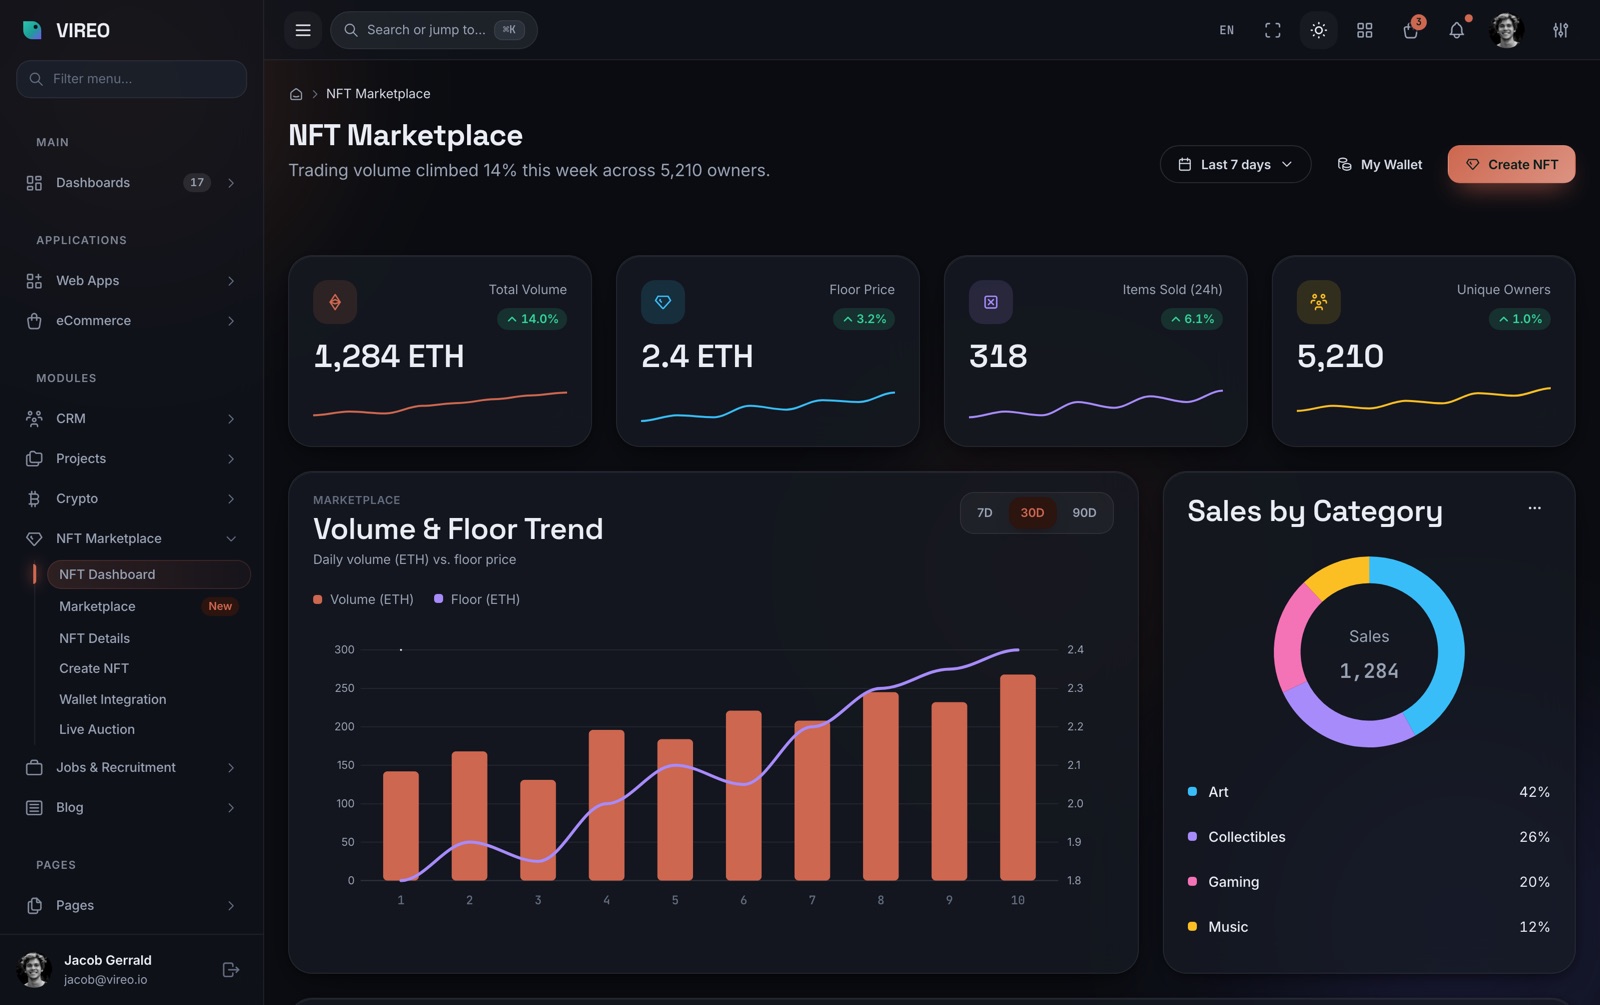 VIREO
Filter menu...
MAIN
Dashboards 17
APPLICATIONS
Web Apps
eCommerce
MODULES
CRM
Projects
Crypto
NFT Marketplace
NFT Dashboard
Marketplace New
NFT Details
Create NFT
Wallet Integration
Live Auction
Jobs & Recruitment
Blog
PAGES
Pages
Jacob Gerrald
jacob@vireo.io
Search or jump to... ⌘K
EN
3
NFT Marketplace
NFT Marketplace
Trading volume climbed 14% this week across 5,210 owners.
Last 7 days
My Wallet
Create NFT
Total Volume
14.0%
1,284 ETH
Floor Price
3.2%
2.4 ETH
Items Sold (24h)
6.1%
318
Unique Owners
1.0%
5,210
MARKETPLACE
Volume & Floor Trend
Daily volume (ETH) vs. floor price
7D 30D 90D
Volume (ETH) Floor (ETH)
300 2.4
250 2.3
200 2.2
150 2.1
100 2.0
50 1.9
0 1.8
1 2 3 4 5 6 7 8 9 10
Sales by Category
Sales
1,284
Art 42%
Collectibles 26%
Gaming 20%
Music 12%